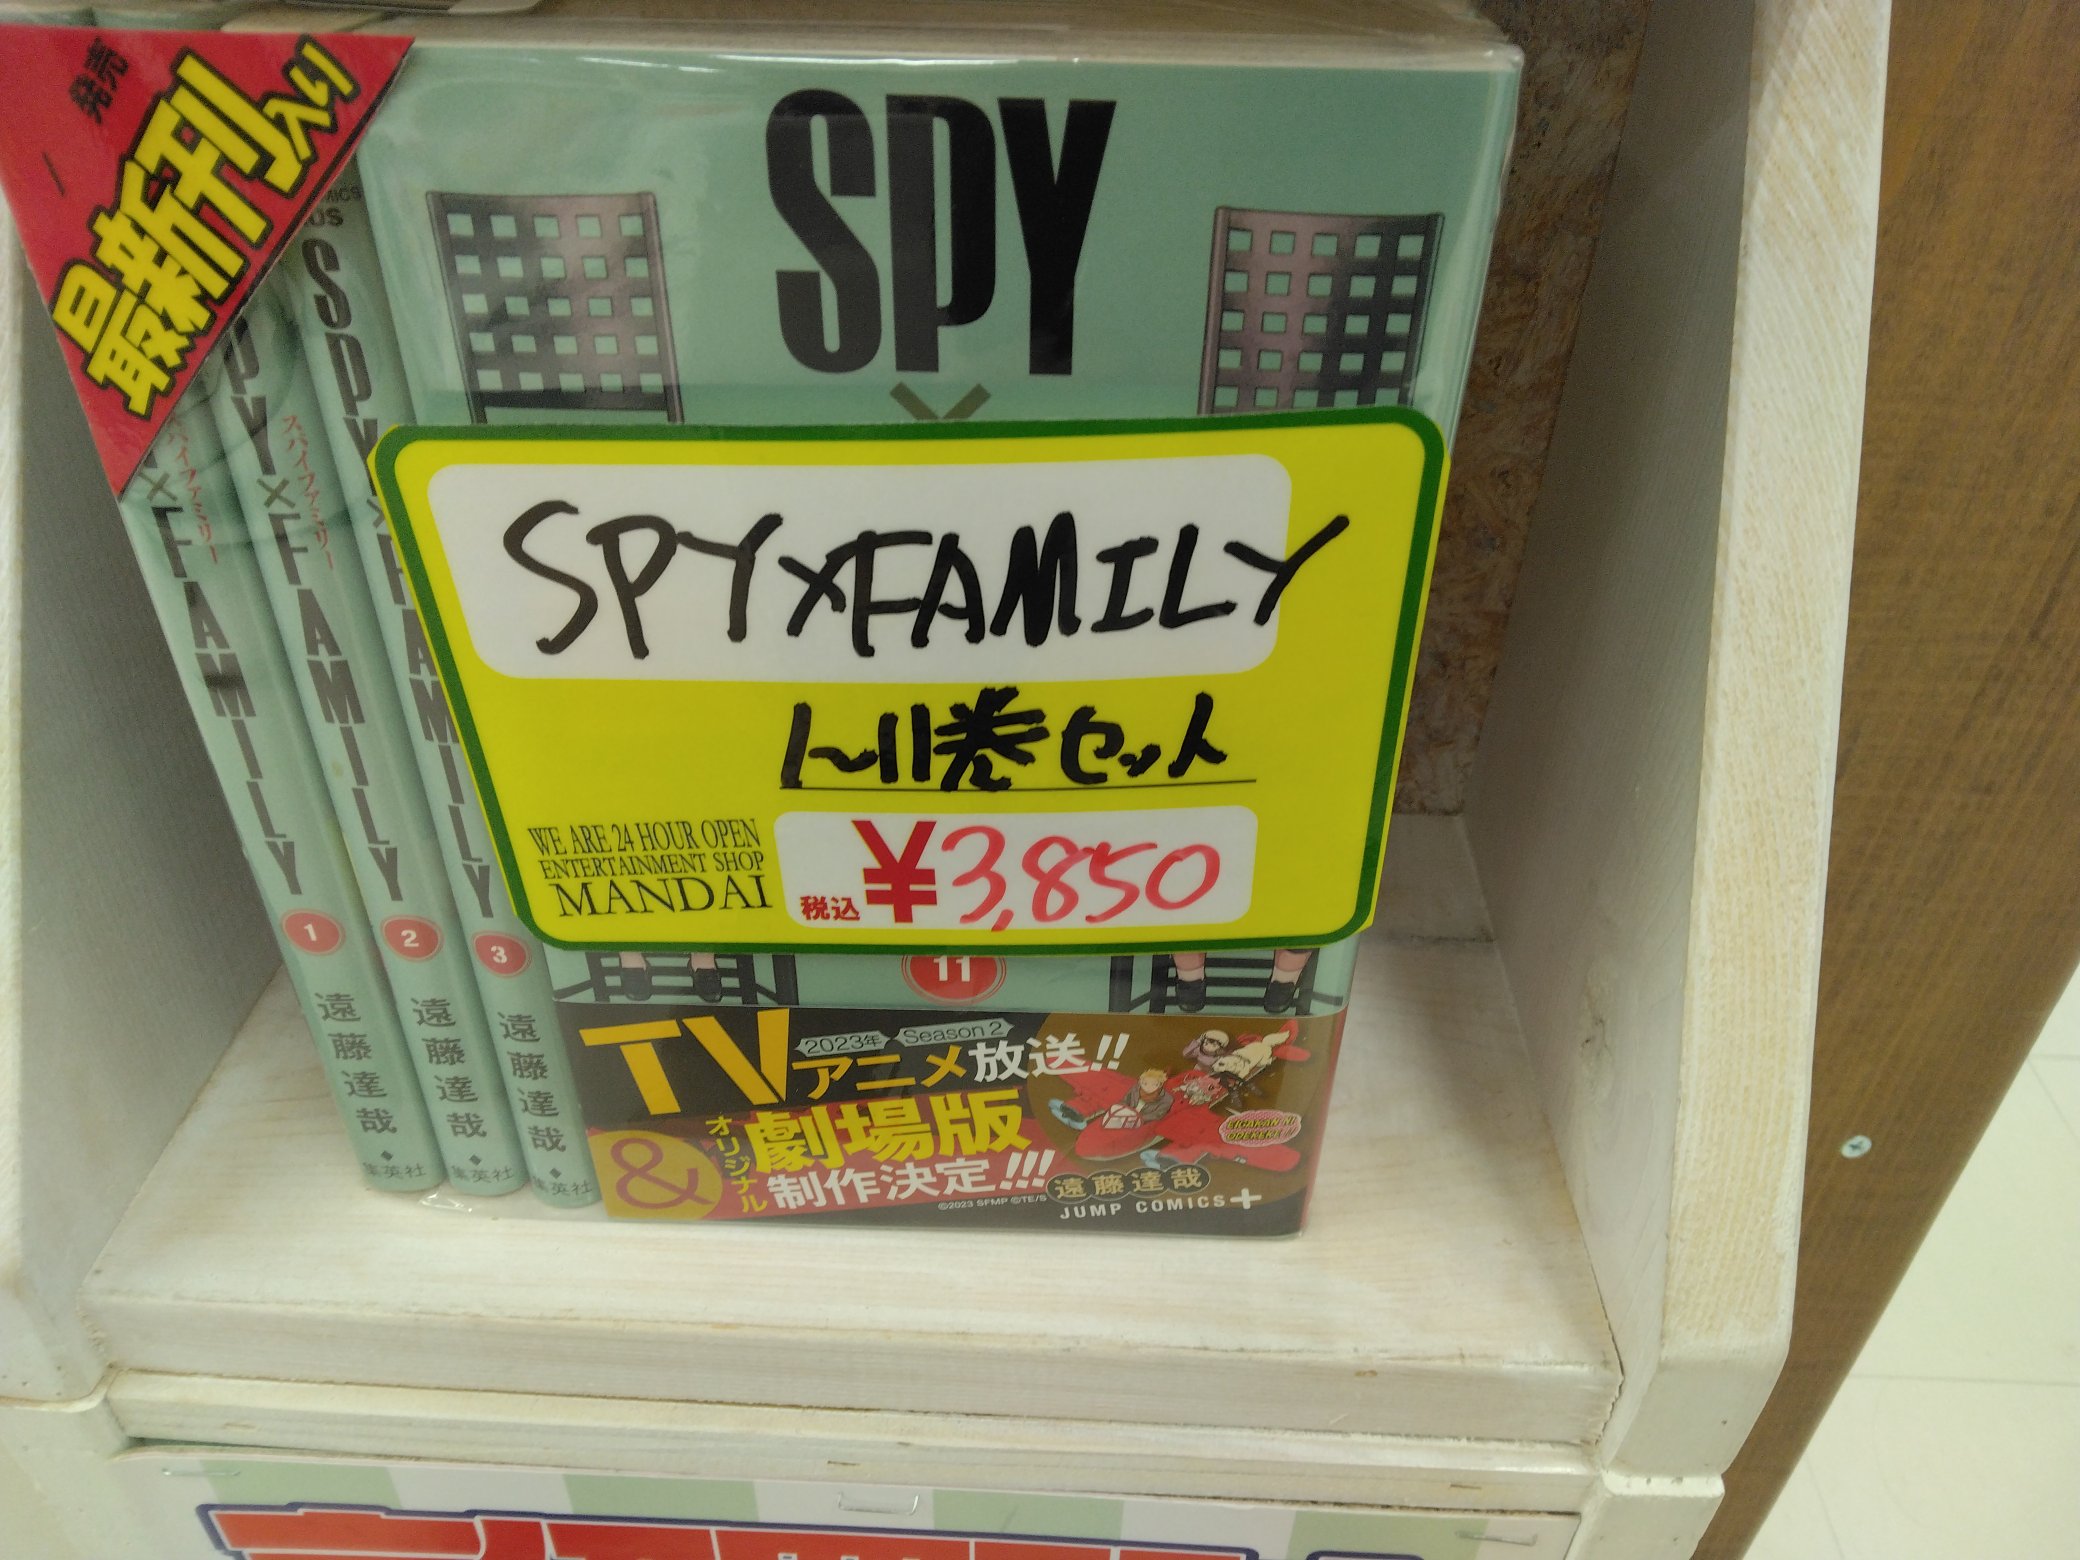 発売
最新刊入り
SPY
×
SPY×FAMILY
1~11巻セット
WE ARE 24 HOUR OPEN
ENTERTAINMENT SHOP
MANDAI
税込 ¥3,850
11
SPY×FAMILY
スパイファミリー
1
遠藤達哉
集英社
SPY×FAMILY
スパイファミリー
2
遠藤達哉
集英社
SPY×FAMILY
3
遠藤達哉
集英社
2023年 Season 2
TVアニメ放送!!
&オリジナル劇場版
制作決定!!!
©2023 SFMP ©TE/S
遠藤達哉
JUMP COMICS+